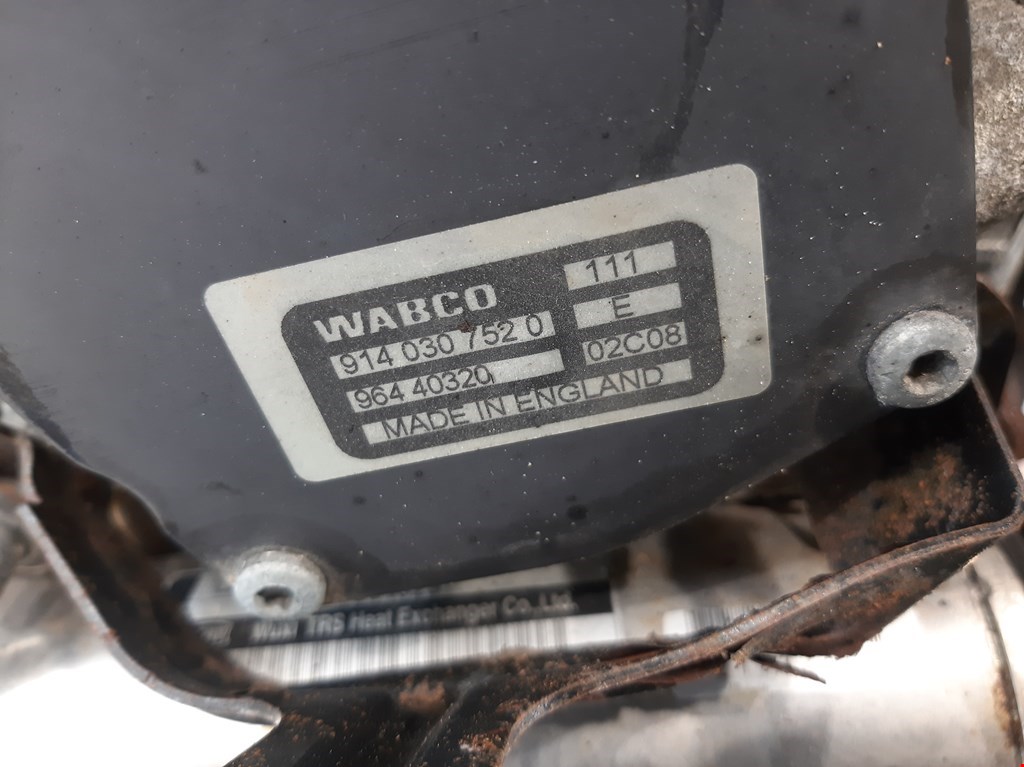 WABCO
914 030 752 0
964 40320
MADE IN ENGLAND
111
E
02C08
TRS Heat Exchanger Co.,Ltd.